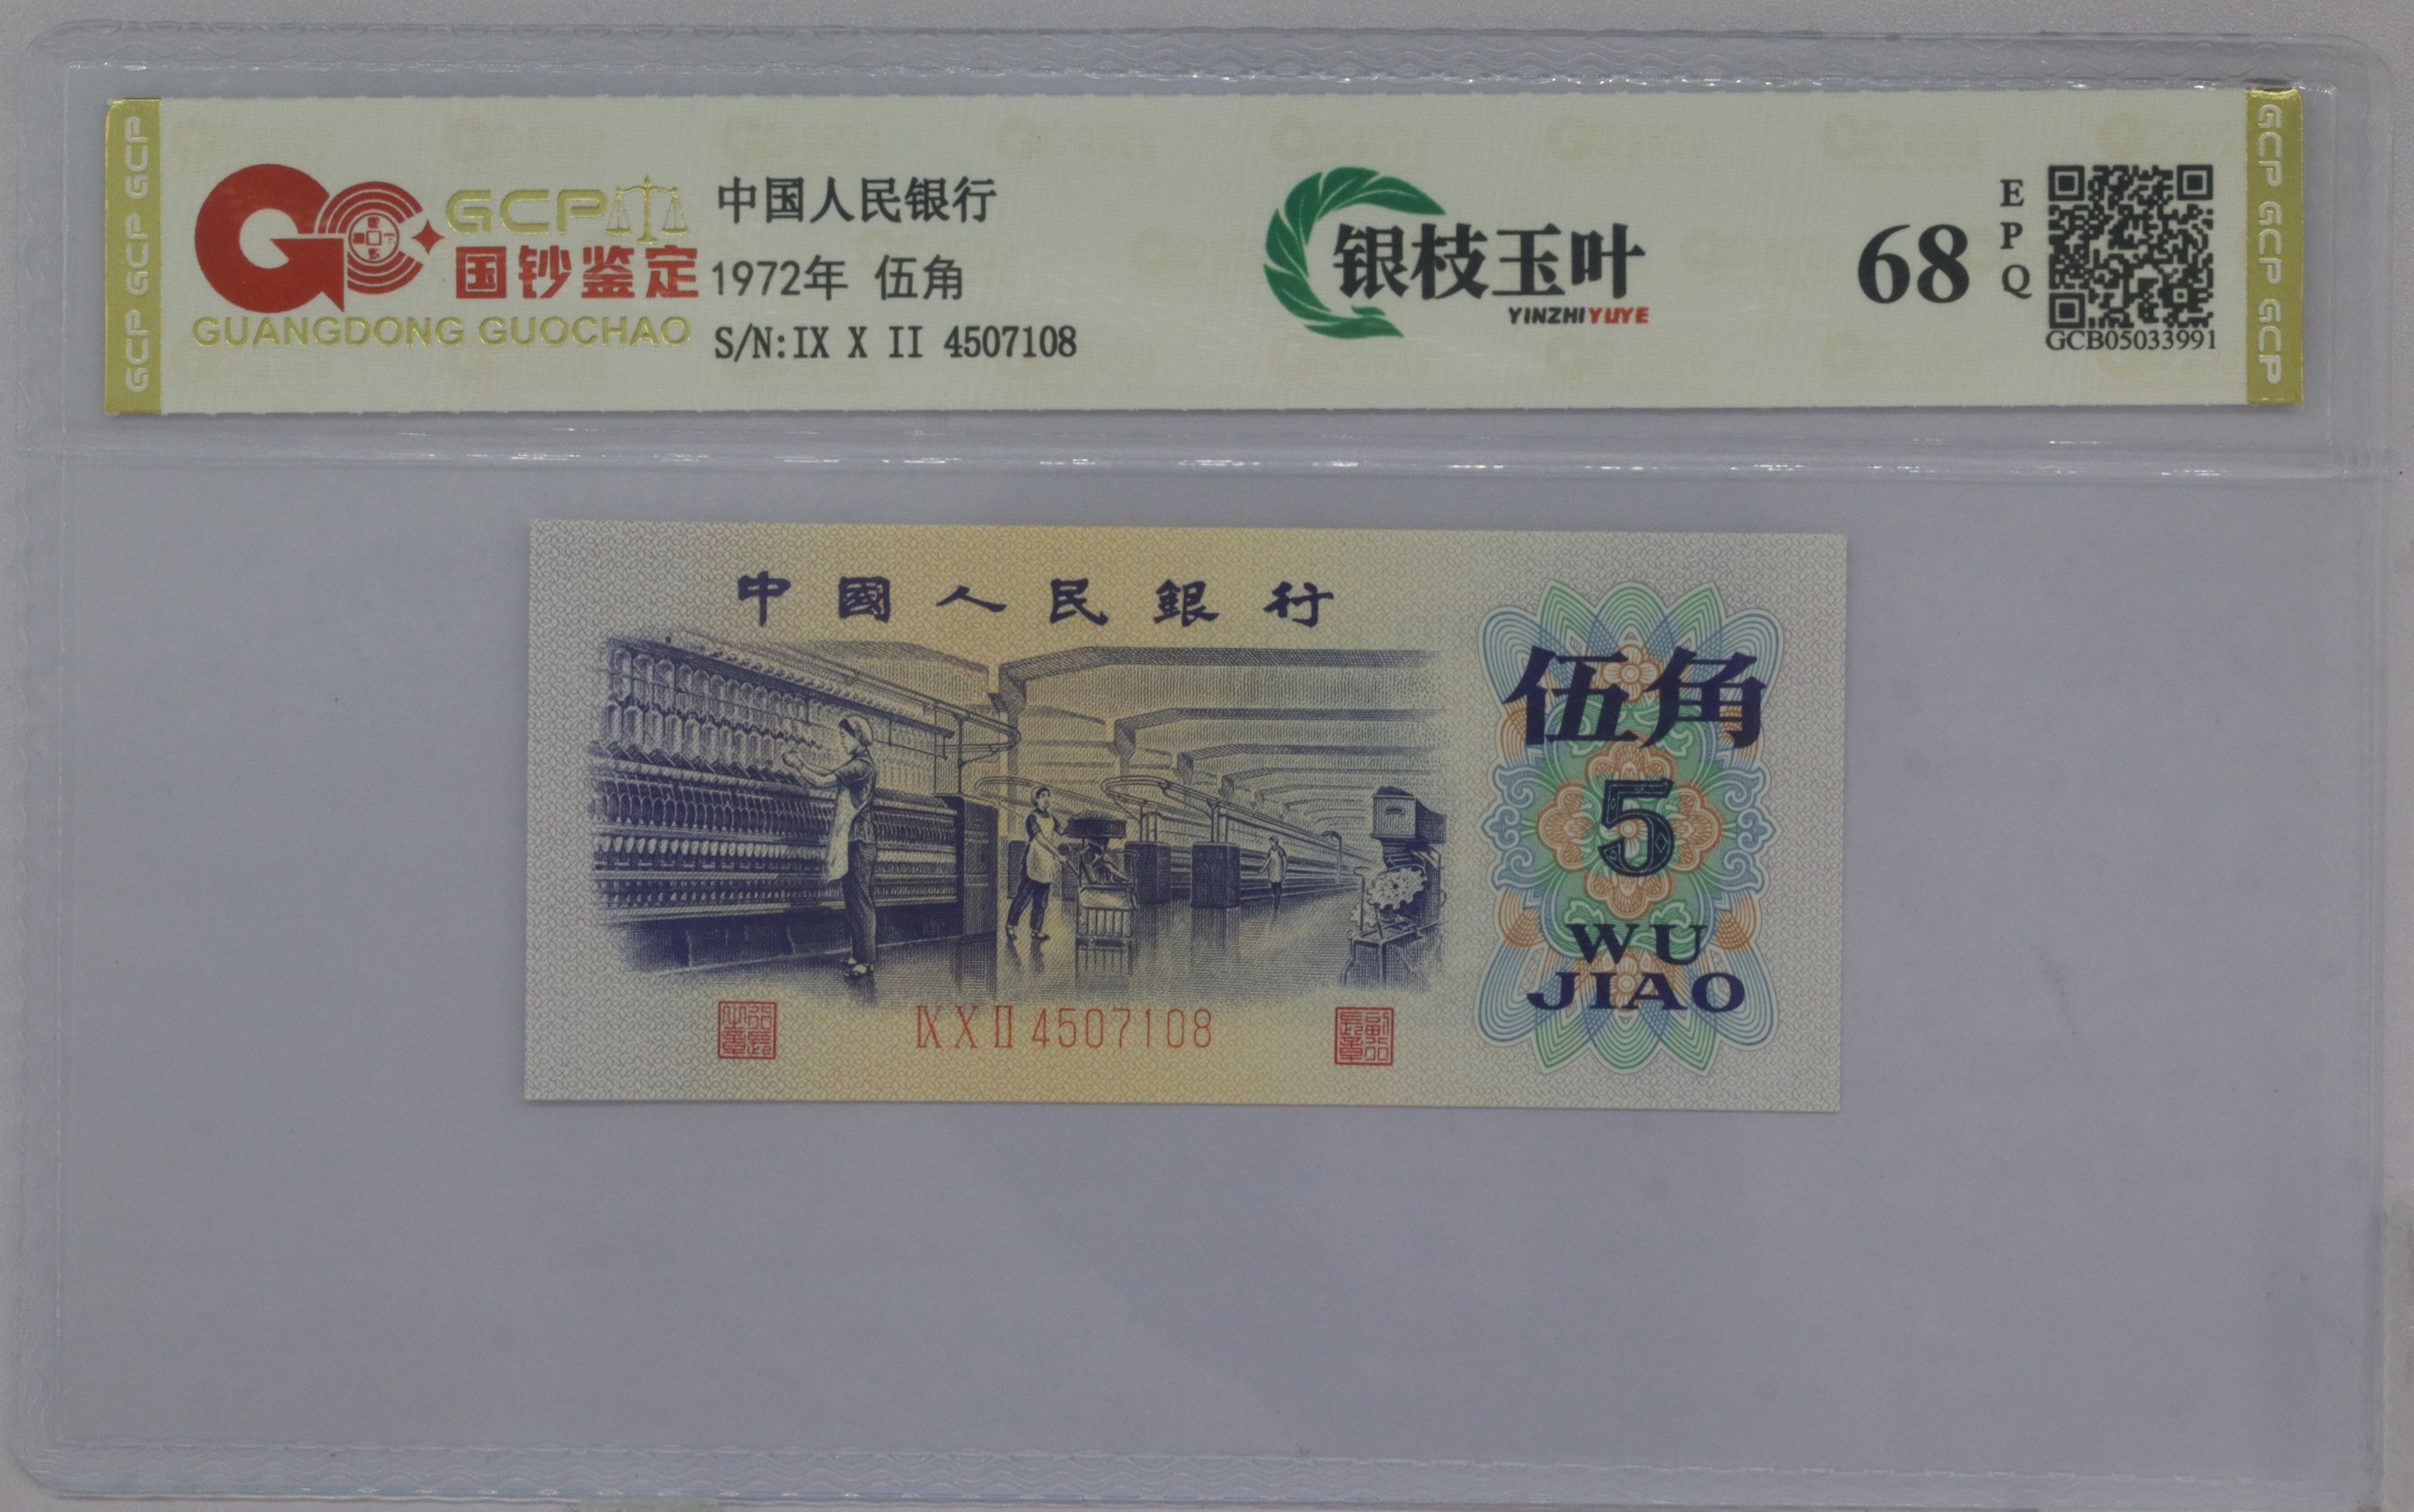 GCP GCP GCP
GCP
国钞鉴定
GUANGDONG GUOCHAO
中国人民银行
1972年 伍角
S/N:IX X II 4507108
银枝玉叶
YINZHIYUYE
68
EPQ
GCB05033991
GCP GCP GCP
中國人民銀行
伍角
5
WU
JIAO
IX X II 4507108